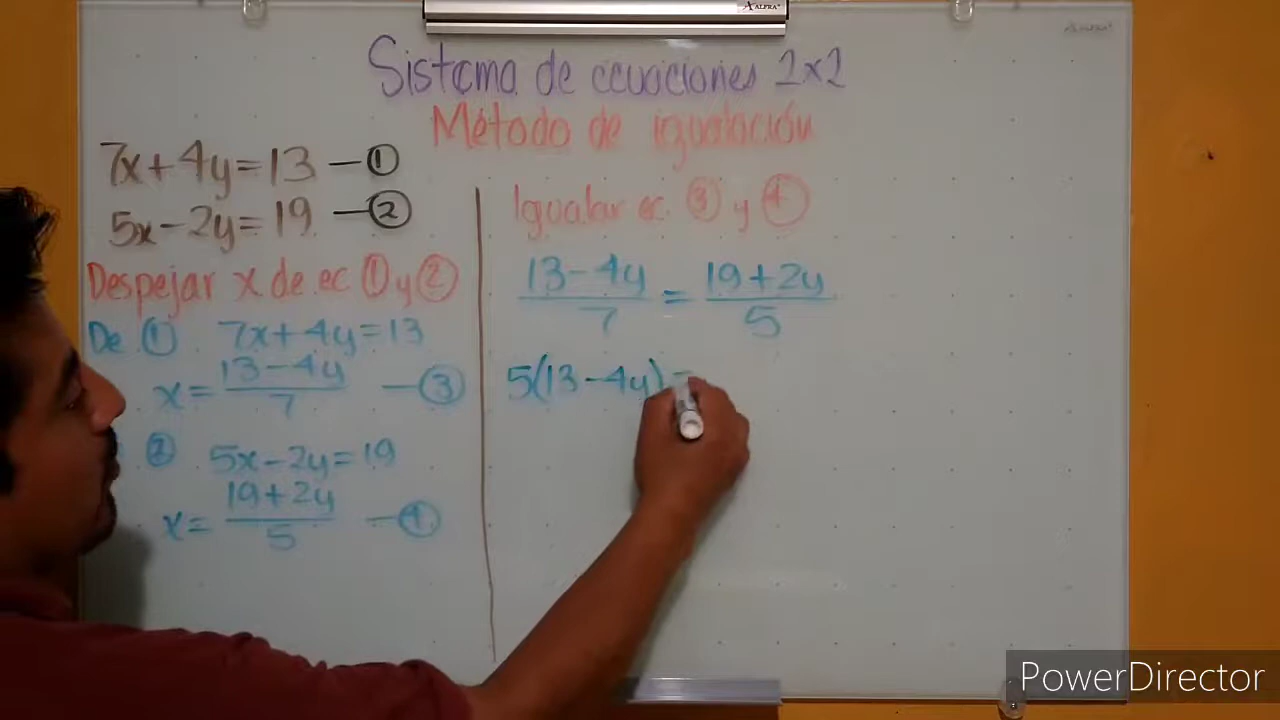 ALFRA
ALFRA
Sistema de ecuaciones 2x2
Método de igualación
7x+4y=13 —①
5x-2y=19 —②
Despejar x de ec ① y ②
De ① 7x+4y=13
x= 13-4y / 7 —③
② 5x-2y=19
x= 19+2y / 5 —④
Igualar ec. ③ y ④
13-4y / 7 = 19+2y / 5
5(13-4y)=
PowerDirector